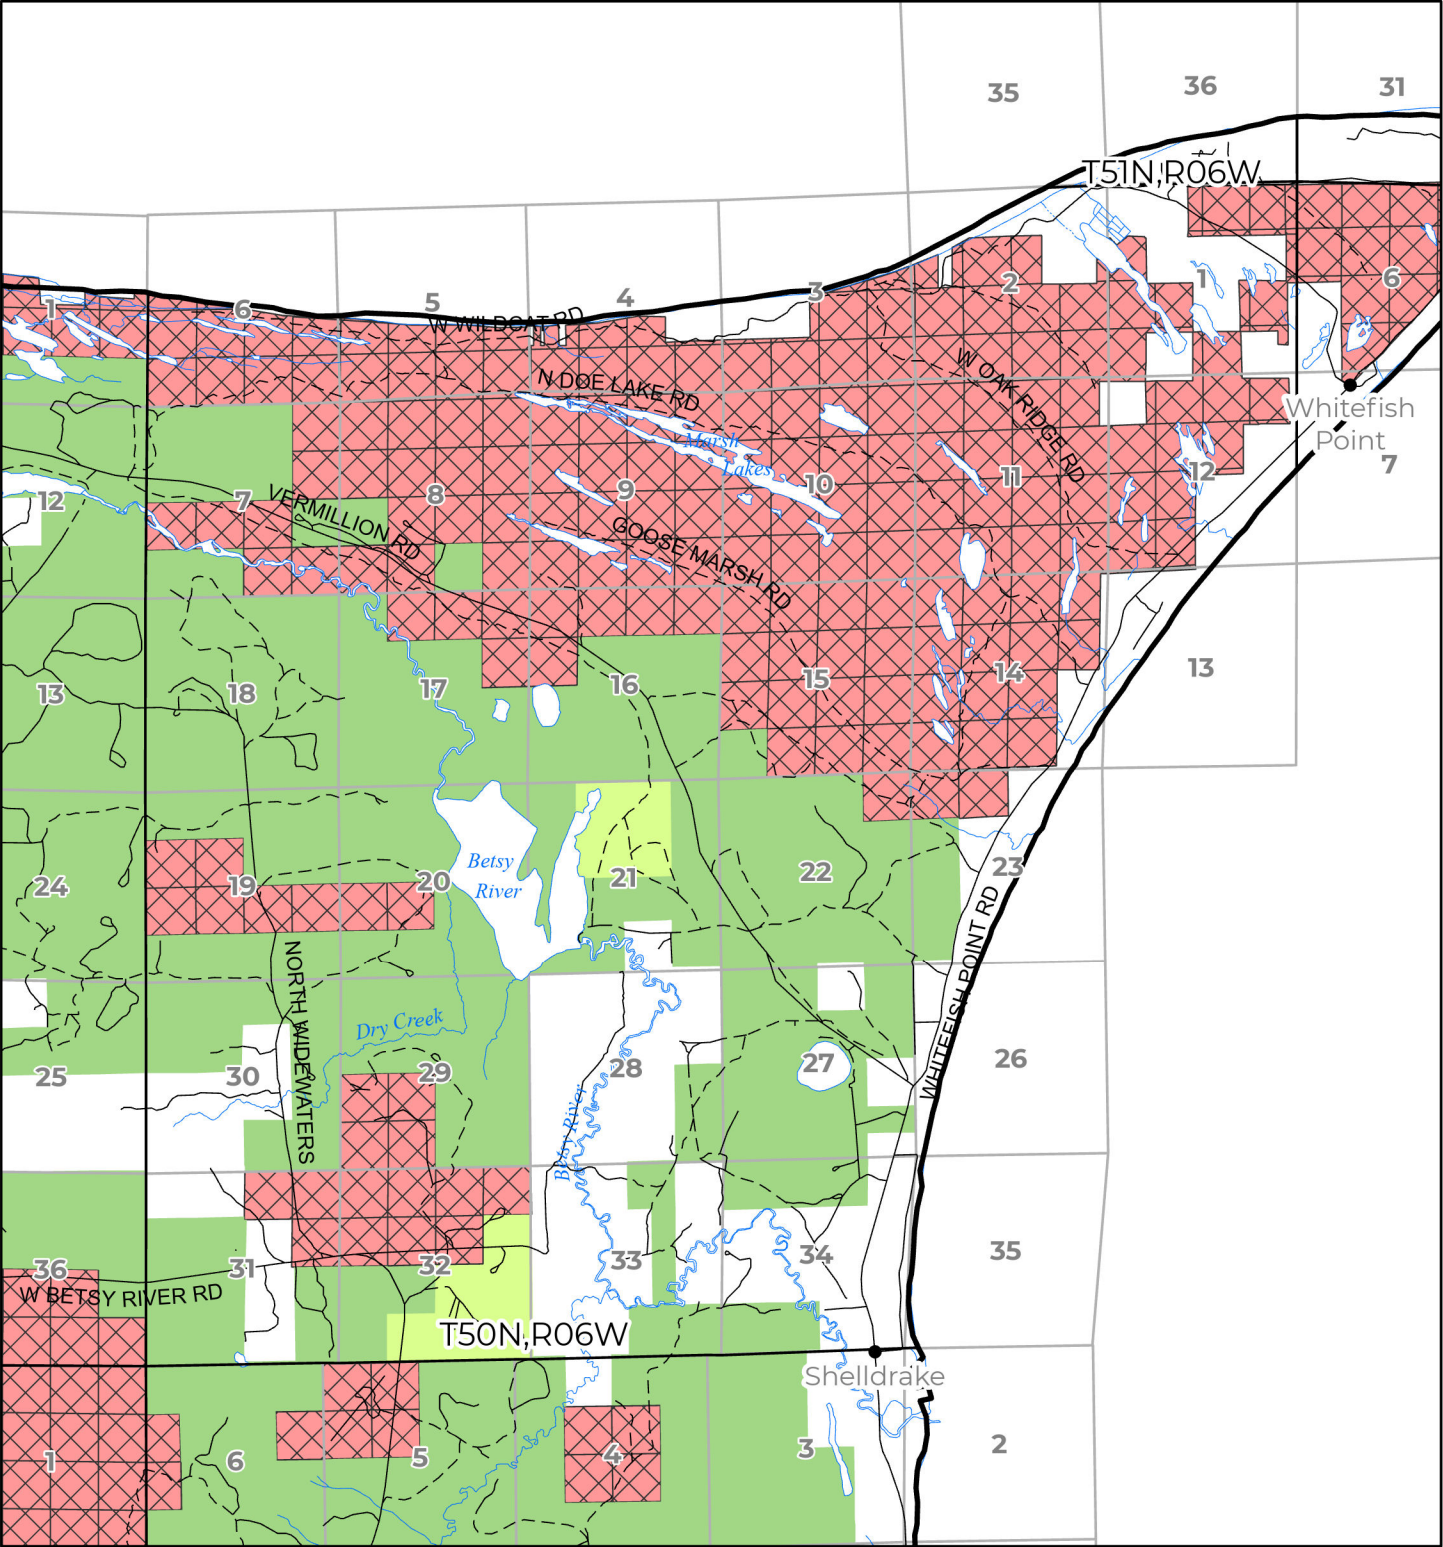 35
36
31
T51N,R06W
1
6
5
4
3
2
1
6
W WILDCAT RD
N DOE LAKE RD
W OAK RIDGE RD
Whitefish
Point
Marsh
Lakes
12
7
8
9
10
11
12
7
VERMILLION RD
GOOSE MARSH RD
13
18
17
16
15
14
13
24
19
20
Betsy
River
21
22
23
NORTH WIDEWATERS
WHITEFISH POINT RD
Dry Creek
25
30
29
28
27
26
Betsy River
36
31
32
33
34
35
W BETSY RIVER RD
T50N,R06W
Shelldrake
1
6
5
4
3
2